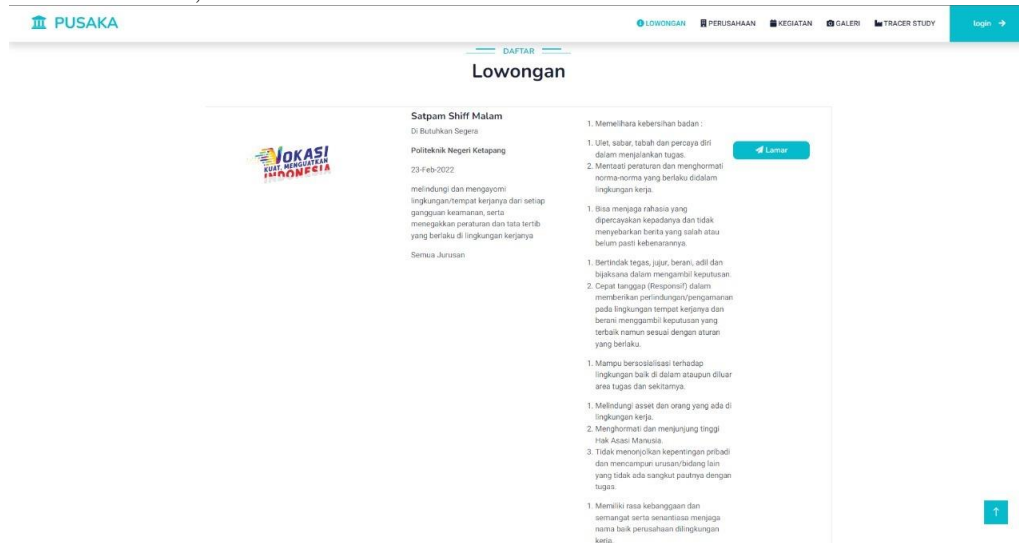 PUSAKA
LOWONGAN PERUSAHAAN KEGIATAN GALERI TRACER STUDY login →
DAFTAR
Lowongan
VOKASI
KUAT, MENGUATKAN
INDONESIA
Satpam Shiff Malam
Di Butuhkan Segera
Politeknik Negeri Ketapang
23-Feb-2022
melindungi dan mengayomi
lingkungan/tempat kerjanya dari setiap
gangguan keamanan, serta
menegakkan peraturan dan tata tertib
yang berlaku di lingkungan kerjanya
Semua Jurusan
1. Memelihara kebersihan badan :
1. Ulet, sabar, tabah dan percaya diri
dalam menjalankan tugas.
2. Mentaati peraturan dan menghormati
norma-norma yang berlaku didalam
lingkungan kerja.
1. Bisa menjaga rahasia yang
dipercayakan kepadanya dan tidak
menyebarkan berita yang salah atau
belum pasti kebenarannya.
1. Bertindak tegas, jujur, berani, adil dan
bijaksana dalam mengambil keputusan.
2. Cepat tanggap (Responsif) dalam
memberikan perlindungan/pengamanan
pada lingkungan tempat kerjanya dan
berani menggambil keputusan yang
terbaik namun sesuai dengan aturan
yang berlaku.
1. Mampu bersosialisasi terhadap
lingkungan baik di dalam ataupun diluar
area tugas dan sekitarnya.
1. Melindungi asset dan orang yang ada di
lingkungan kerja.
2. Menghormati dan menjunjung tinggi
Hak Asasi Manusia.
3. Tidak menonjolkan kepentingan pribadi
dan mencampuri urusan/bidang lain
yang tidak ada sangkut pautnya dengan
tugas.
1. Memiliki rasa kebanggaan dan
semangat serta senantiasa menjaga
nama baik perusahaan dilingkungan
kerja.
Lamar